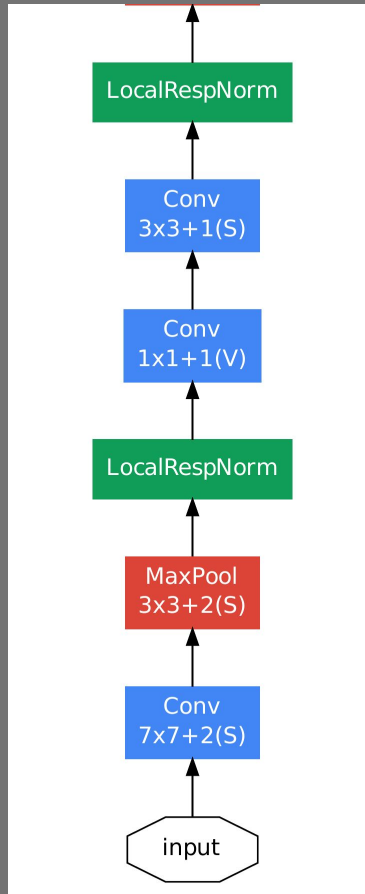 LocalRespNorm
Conv
3x3+1(S)
Conv
1x1+1(V)
LocalRespNorm
MaxPool
3x3+2(S)
Conv
7x7+2(S)
input